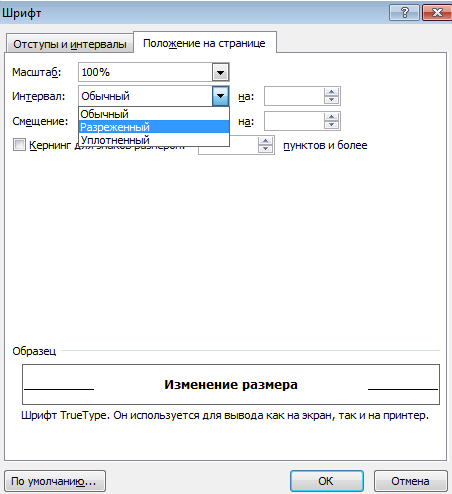 Шрифт
Отступы и интервалы Положение на странице
Масштаб: 100%
Интервал: Обычный на:
Обычный
Смещение: Разреженный на:
Уплотненный
Кернинг для знаков размером: пунктов и более
Образец
Изменение размера
Шрифт TrueType. Он используется для вывода как на экран, так и на принтер.
По умолчанию... ОК Отмена